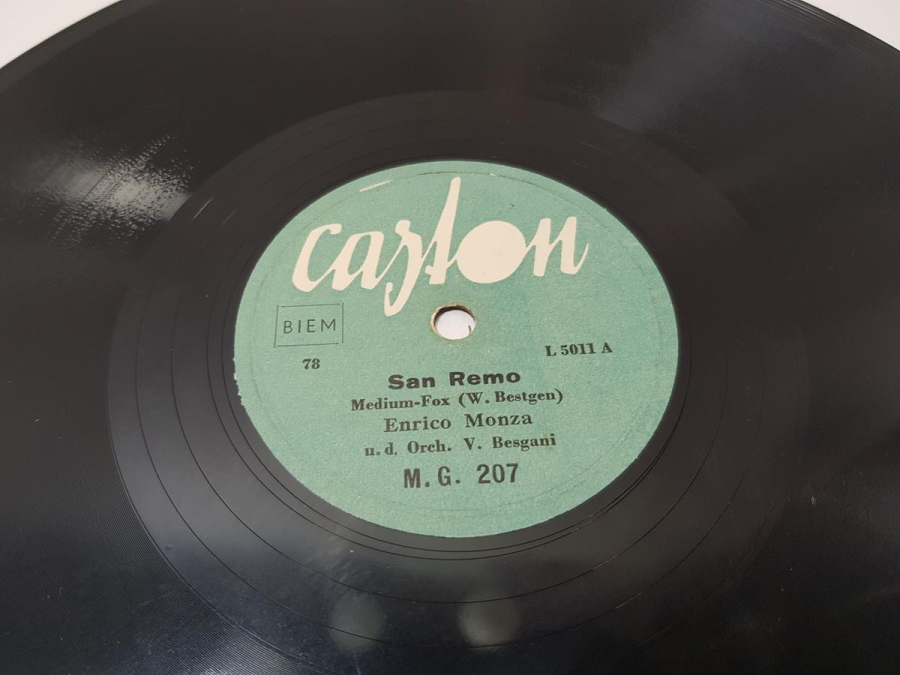 caston
BIEM
78
L 5011 A
San Remo
Medium-Fox (W. Bestgen)
Enrico Monza
u. d. Orch. V. Besgani
M. G. 207